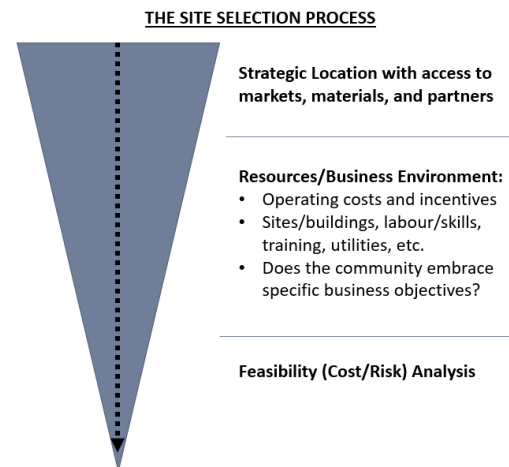 THE SITE SELECTION PROCESS
Strategic Location with access to
markets, materials, and partners
Resources/Business Environment:
• Operating costs and incentives
• Sites/buildings, labour/skills,
training, utilities, etc.
• Does the community embrace
specific business objectives?
Feasibility (Cost/Risk) Analysis